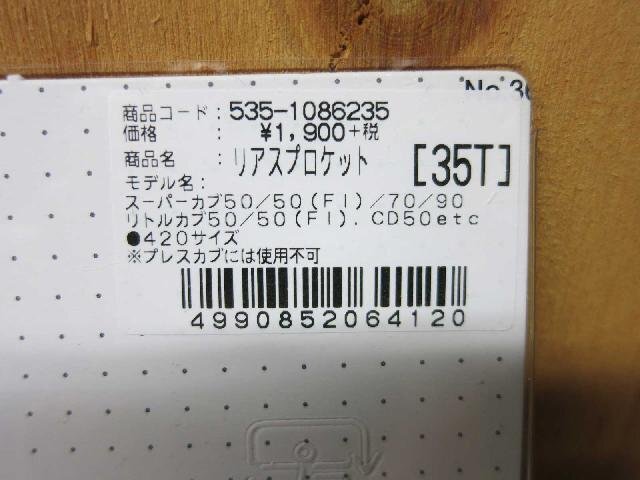 No.3
商品コード : 535-1086235
価格 : ¥1,900+税
商品名 : リアスプロケット [35T]
モデル名 :
スーパーカブ50/50(FI)/70/90
リトルカブ50/50(FI). CD50etc
●420サイズ
※プレスカブには使用不可
4990852064120